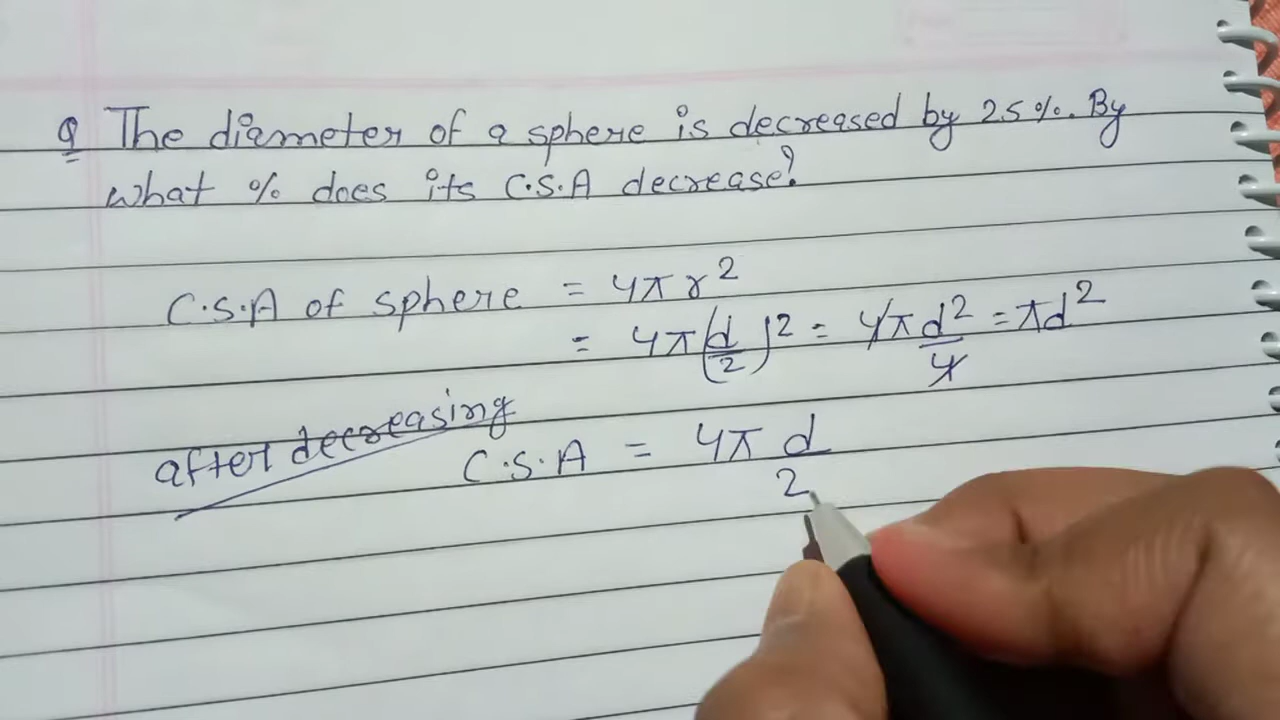 Q The diameter of a sphere is decreased by 25%. By
what % does its C.S.A decrease?
C.S.A of sphere = 4πr²
= 4π(d/2)² = 4πd²/4 = πd²
after decreasing
C.S.A = 4π d/2